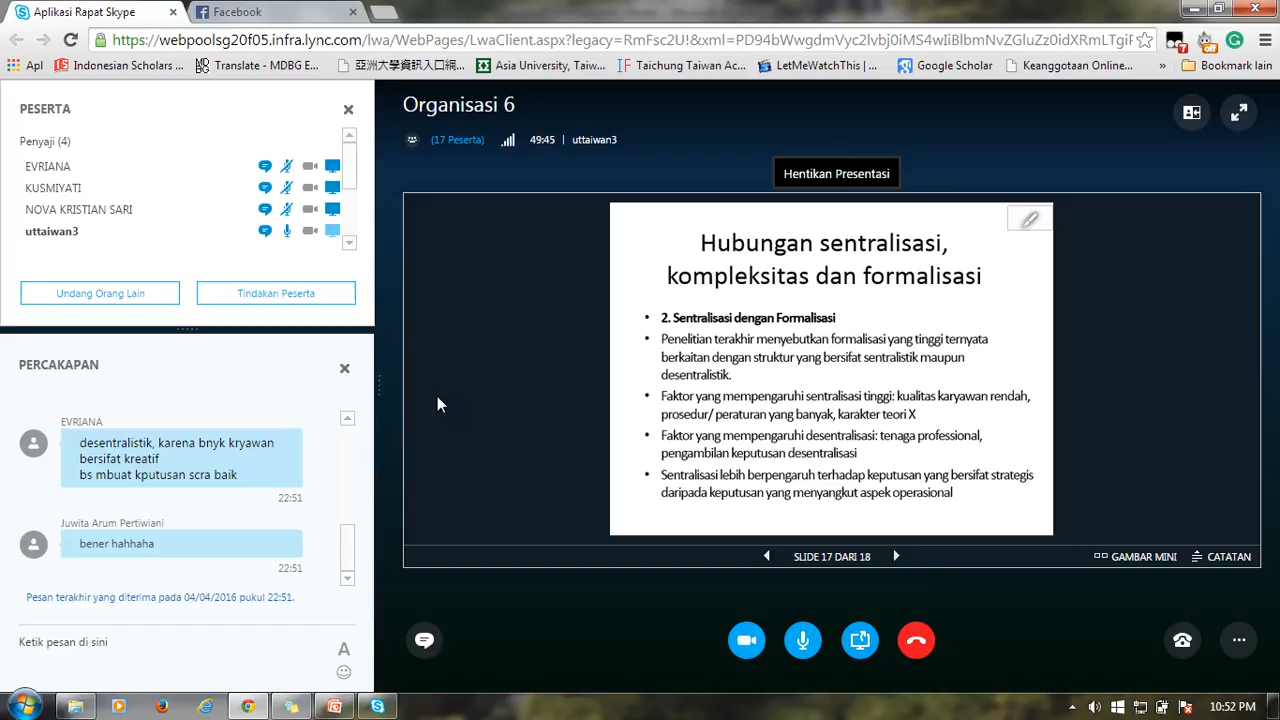 Aplikasi Rapat Skype
Facebook
https://webpoolsg20f05.infra.lync.com/lwa/WebPages/LwaClient.aspx?legacy=RmFsc2U!&xml=PD94bWwgdmVyc2lvbj0iMS4wIiBlbmNvZGluZz0idXRmLTgiP
Apl
Indonesian Scholars ...
Translate - MDBG E...
亞洲大學資訊入口網...
Asia University, Taiw...
Taichung Taiwan Ac...
LetMeWatchThis | ...
Google Scholar
Keanggotaan Online...
»
Bookmark lain
PESERTA
Penyaji (4)
EVRIANA
KUSMIYATI
NOVA KRISTIAN SARI
uttaiwan3
Undang Orang Lain
Tindakan Peserta
PERCAKAPAN
EVRIANA
desentralistik, karena bnyk kryawan
bersifat kreatif
bs mbuat kputusan scra baik
22:51
Juwita Arum Pertiwiani
bener hahhaha
22:51
Pesan terakhir yang diterima pada 04/04/2016 pukul 22:51.
Ketik pesan di sini
A
Organisasi 6
(17 Peserta)
49:45 | uttaiwan3
Hentikan Presentasi
Hubungan sentralisasi,
kompleksitas dan formalisasi
• 2. Sentralisasi dengan Formalisasi
• Penelitian terakhir menyebutkan formalisasi yang tinggi ternyata
berkaitan dengan struktur yang bersifat sentralistik maupun
desentralistik.
• Faktor yang mempengaruhi sentralisasi tinggi: kualitas karyawan rendah,
prosedur/ peraturan yang banyak, karakter teori X
• Faktor yang mempengaruhi desentralisasi: tenaga professional,
pengambilan keputusan desentralisasi
• Sentralisasi lebih berpengaruh terhadap keputusan yang bersifat strategis
daripada keputusan yang menyangkut aspek operasional
SLIDE 17 DARI 18
GAMBAR MINI
CATATAN
10:52 PM